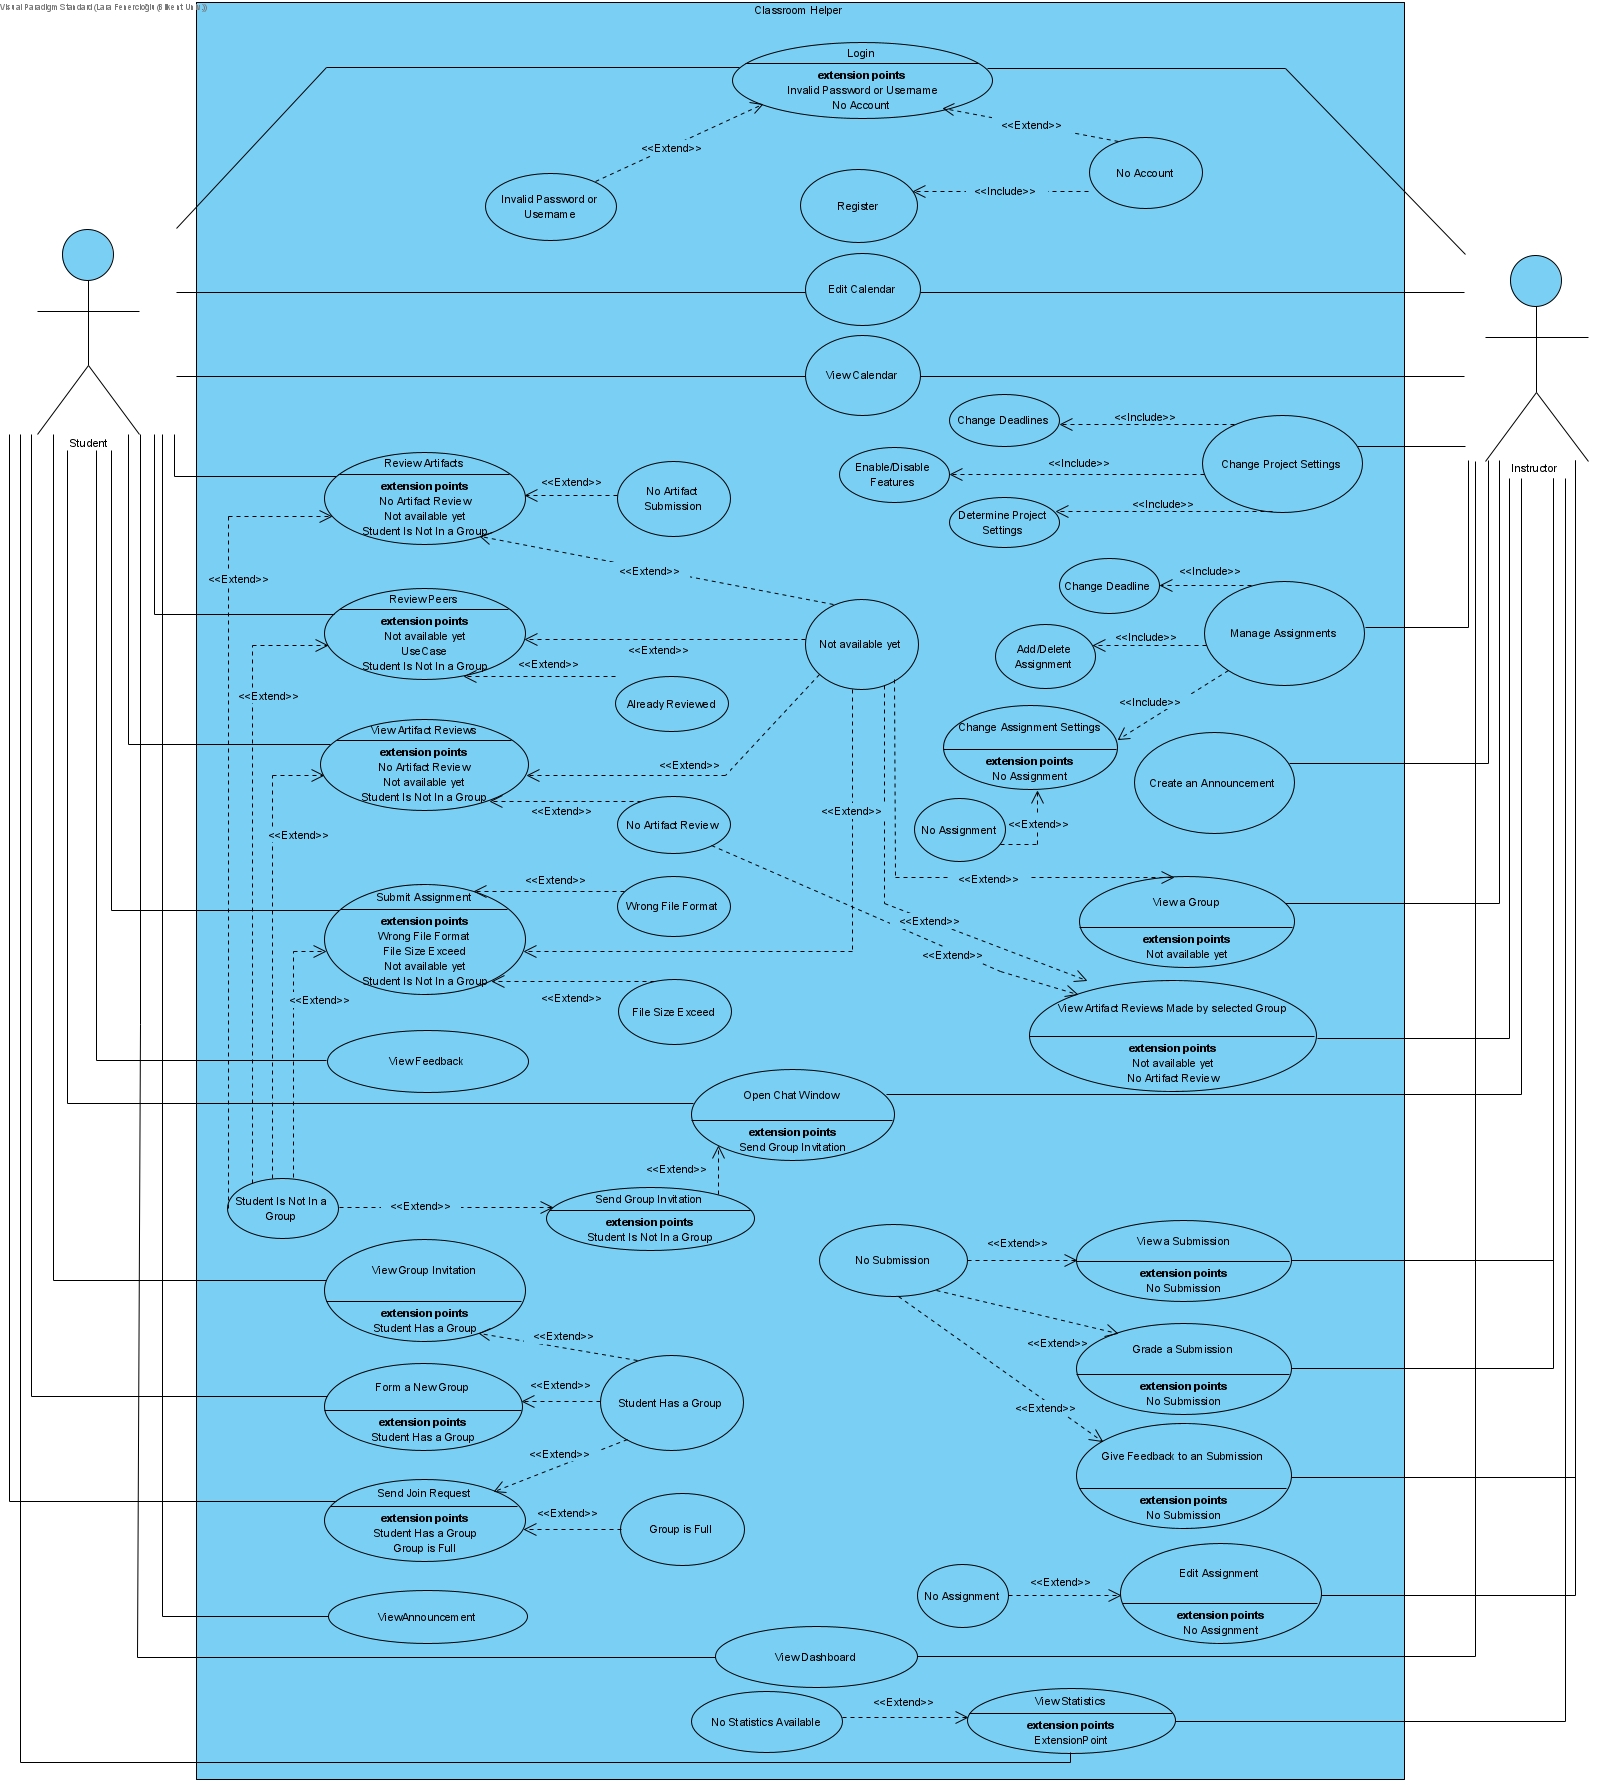 Visual Paradigm Standard (Lara Fenercioğlu (Bilkent Univ.))
Classroom Helper
Login
extension points
Invalid Password or Username
No Account
<<Extend>>
<<Extend>>
No Account
Invalid Password or
Username
Register
<<Include>>
Edit Calendar
View Calendar
Student
Instructor
Change Deadlines
<<Include>>
Enable/Disable
Features
<<Include>>
Change Project Settings
Determine Project
Settings
<<Include>>
Review Artifacts
extension points
No Artifact Review
Not available yet
Student Is Not In a Group
<<Extend>>
No Artifact
Submission
<<Extend>>
<<Extend>>
Change Deadline
<<Include>>
Manage Assignments
Add/Delete
Assignment
<<Include>>
<<Include>>
Review Peers
extension points
Not available yet
UseCase
Student Is Not In a Group
<<Extend>>
<<Extend>>
Not available yet
Already Reviewed
<<Extend>>
Change Assignment Settings
extension points
No Assignment
Create an Announcement
View Artifact Reviews
extension points
No Artifact Review
Not available yet
Student Is Not In a Group
<<Extend>>
<<Extend>>
No Artifact Review
<<Extend>>
<<Extend>>
No Assignment
<<Extend>>
Submit Assignment
extension points
Wrong File Format
File Size Exceed
Not available yet
Student Is Not In a Group
<<Extend>>
Wrong File Format
<<Extend>>
<<Extend>>
<<Extend>>
View a Group
extension points
Not available yet
<<Extend>>
<<Extend>>
File Size Exceed
View Artifact Reviews Made by selected Group
extension points
Not available yet
No Artifact Review
View Feedback
Open Chat Window
extension points
Send Group Invitation
<<Extend>>
Student Is Not In a
Group
<<Extend>>
Send Group Invitation
extension points
Student Is Not In a Group
No Submission
<<Extend>>
View a Submission
extension points
No Submission
View Group Invitation
extension points
Student Has a Group
<<Extend>>
<<Extend>>
Grade a Submission
extension points
No Submission
Form a New Group
extension points
Student Has a Group
<<Extend>>
Student Has a Group
<<Extend>>
<<Extend>>
Give Feedback to an Submission
extension points
No Submission
Send Join Request
extension points
Student Has a Group
Group is Full
<<Extend>>
Group is Full
No Assignment
<<Extend>>
Edit Assignment
extension points
No Assignment
ViewAnnouncement
View Dashboard
No Statistics Available
<<Extend>>
View Statistics
extension points
ExtensionPoint